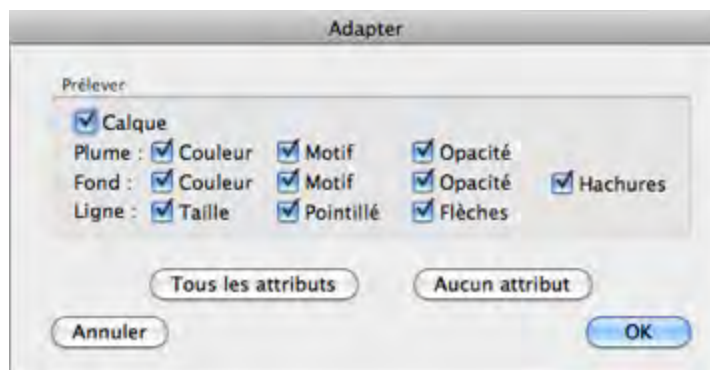 Adapter
Prélever
Calque
Plume : Couleur Motif Opacité
Fond : Couleur Motif Opacité Hachures
Ligne : Taille Pointillé Flèches
Tous les attributs Aucun attribut
Annuler OK